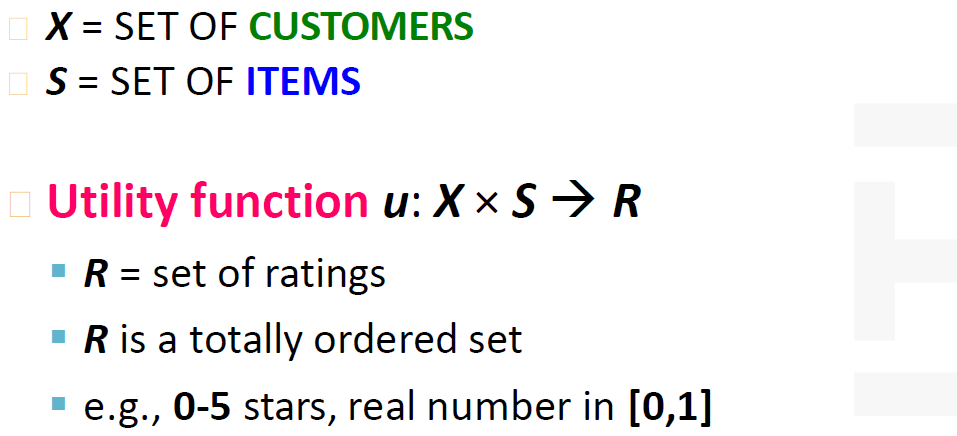 X = SET OF CUSTOMERS
S = SET OF ITEMS
Utility function u: X × S → R
R = set of ratings
R is a totally ordered set
e.g., 0-5 stars, real number in [0,1]